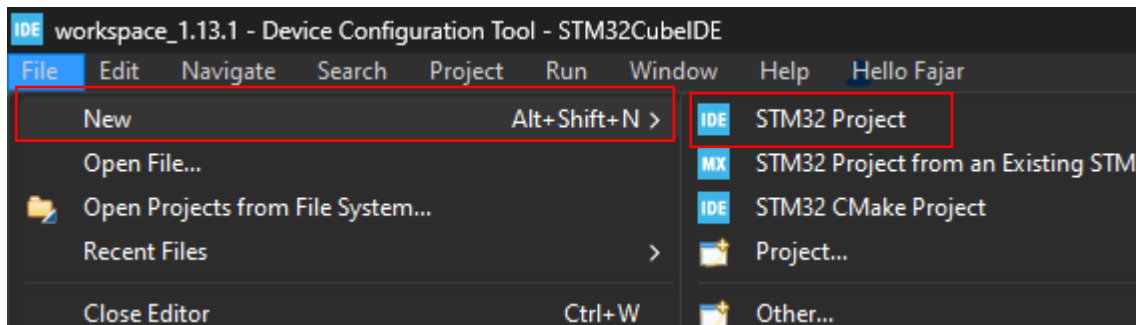 IDE workspace_1.13.1 - Device Configuration Tool - STM32CubeIDE
File Edit Navigate Search Project Run Window Help Hello Fajar
New Alt+Shift+N >
IDE STM32 Project
Open File...
MX STM32 Project from an Existing STM
Open Projects from File System...
IDE STM32 CMake Project
Recent Files >
Project...
Close Editor Ctrl+W
Other...